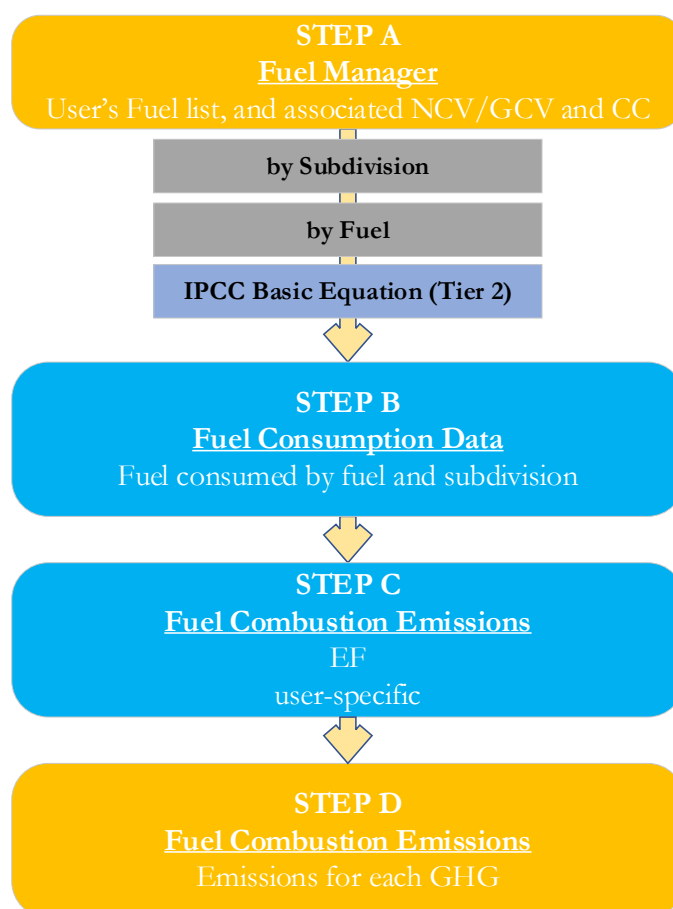 STEP A
Fuel Manager
User's Fuel list, and associated NCV/GCV and CC
by Subdivision
by Fuel
IPCC Basic Equation (Tier 2)
STEP B
Fuel Consumption Data
Fuel consumed by fuel and subdivision
STEP C
Fuel Combustion Emissions
EF
user-specific
STEP D
Fuel Combustion Emissions
Emissions for each GHG